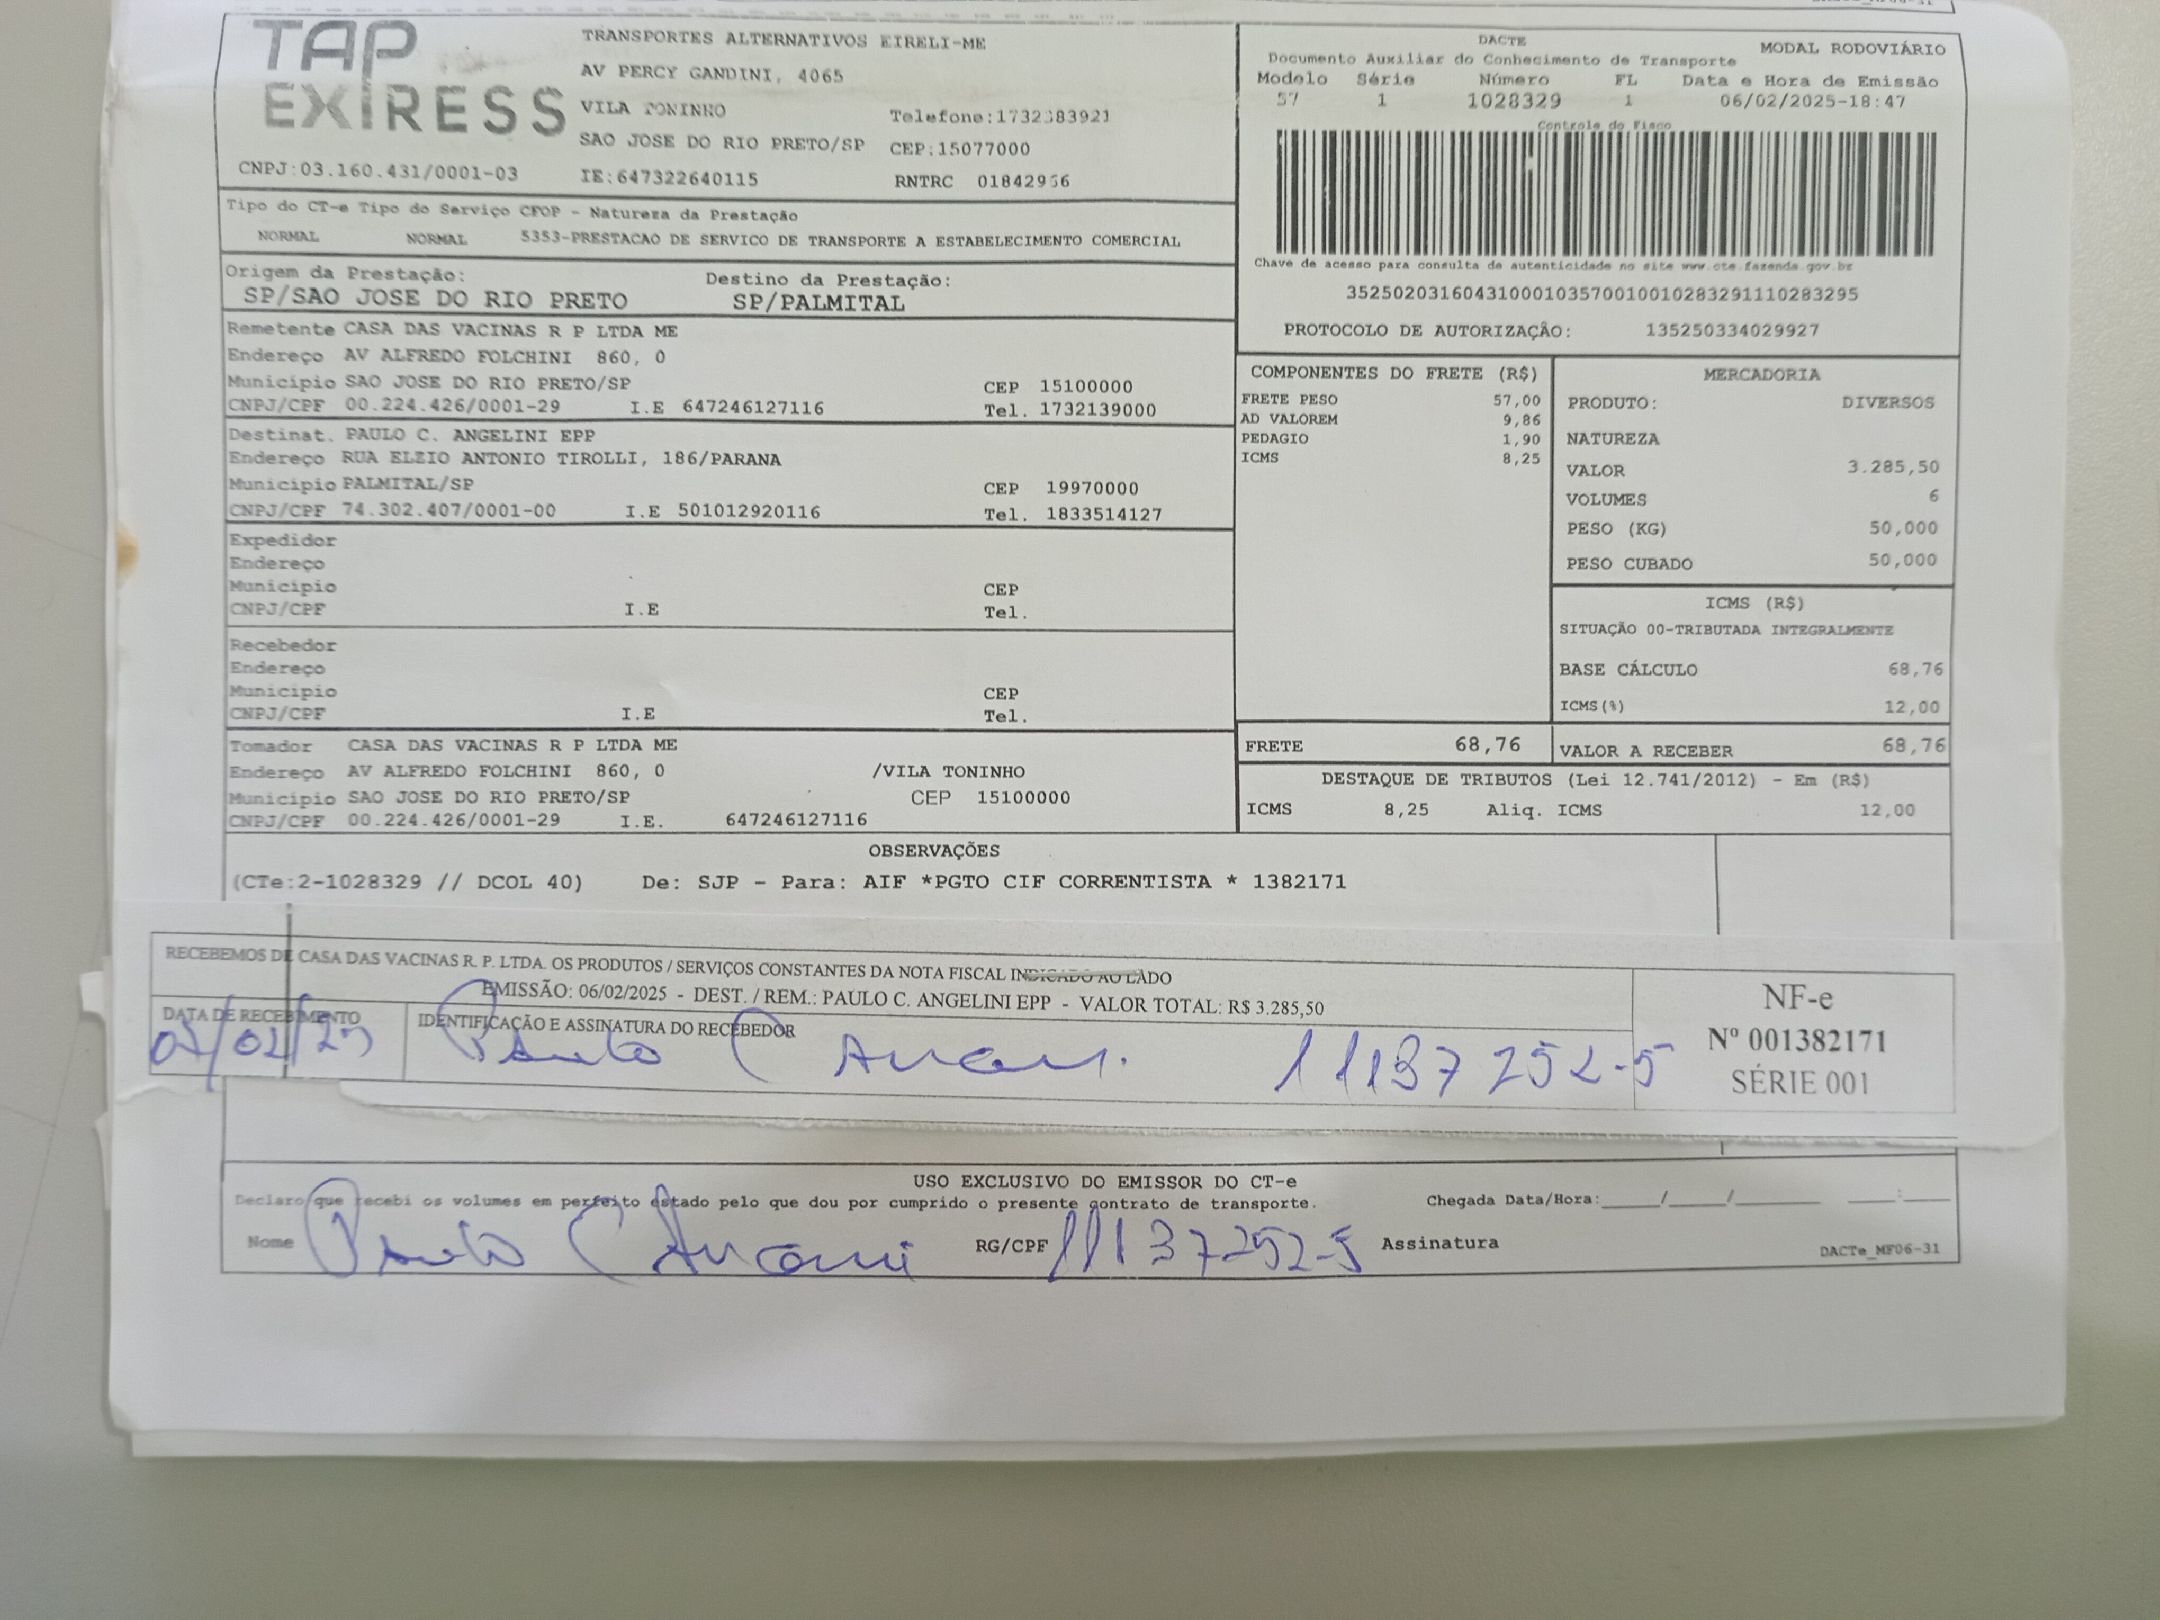 TAP
EXPRESS
TRANSPORTES ALTERNATIVOS EIRELI-ME
AV PERCY GANDINI, 4065
VILA TONINHO
Telefone:1732383921
SAO JOSE DO RIO PRETO/SP CEP:15077000
CNPJ:03.160.431/0001-03 IE:647322640115 RNTRC 01842956
DACTE MODAL RODOVIÁRIO
Documento Auxiliar do Conhecimento de Transporte
Modelo Série Número FL Data e Hora de Emissão
57 1 1028329 1 06/02/2025-18:47
Controle do Fisco
Chave de acesso para consulta de autenticidade no site www.cte.fazenda.gov.br
35250203160431000103570010010283291110283295
PROTOCOLO DE AUTORIZAÇÃO: 135250334029927
Tipo do CT-e Tipo do Serviço CFOP - Natureza da Prestação
NORMAL NORMAL 5353-PRESTACAO DE SERVICO DE TRANSPORTE A ESTABELECIMENTO COMERCIAL
Origem da Prestação: Destino da Prestação:
SP/SAO JOSE DO RIO PRETO SP/PALMITAL
Remetente CASA DAS VACINAS R P LTDA ME
Endereço AV ALFREDO FOLCHINI 860, 0
Município SAO JOSE DO RIO PRETO/SP CEP 15100000
CNPJ/CPF 00.224.426/0001-29 I.E 647246127116 Tel. 1732139000
Destinat. PAULO C. ANGELINI EPP
Endereço RUA ELZIO ANTONIO TIROLLI, 186/PARANA
Município PALMITAL/SP CEP 19970000
CNPJ/CPF 74.302.407/0001-00 I.E 501012920116 Tel. 1833514127
Expedidor
Endereço
Município CEP
CNPJ/CPF I.E Tel.
Recebedor
Endereço
Município CEP
CNPJ/CPF I.E Tel.
Tomador CASA DAS VACINAS R P LTDA ME
Endereço AV ALFREDO FOLCHINI 860, 0 /VILA TONINHO
Município SAO JOSE DO RIO PRETO/SP CEP 15100000
CNPJ/CPF 00.224.426/0001-29 I.E. 647246127116
COMPONENTES DO FRETE (R$)
FRETE PESO 57,00
AD VALOREM 9,86
PEDAGIO 1,90
ICMS 8,25
MERCADORIA
PRODUTO: DIVERSOS
NATUREZA
VALOR 3.285,50
VOLUMES 6
PESO (KG) 50,000
PESO CUBADO 50,000
ICMS (R$)
SITUAÇÃO 00-TRIBUTADA INTEGRALMENTE
BASE CÁLCULO 68,76
ICMS(%) 12,00
FRETE 68,76 VALOR A RECEBER 68,76
DESTAQUE DE TRIBUTOS (Lei 12.741/2012) - Em (R$)
ICMS 8,25 Aliq. ICMS 12,00
OBSERVAÇÕES
(CTe:2-1028329 // DCOL 40) De: SJP - Para: AIF *PGTO CIF CORRENTISTA * 1382171
RECEBEMOS DE CASA DAS VACINAS R. P. LTDA. OS PRODUTOS / SERVIÇOS CONSTANTES DA NOTA FISCAL INDICADO AO LADO
EMISSÃO: 06/02/2025 - DEST. / REM.: PAULO C. ANGELINI EPP - VALOR TOTAL: R$ 3.285,50
DATA DE RECEBIMENTO IDENTIFICAÇÃO E ASSINATURA DO RECEBEDOR
Paulo C 11137252-5
NF-e
Nº 001382171
SÉRIE 001
USO EXCLUSIVO DO EMISSOR DO CT-e
Declaro que recebi os volumes em perfeito estado pelo que dou por cumprido o presente contrato de transporte. Chegada Data/Hora:____/____/______ ____:____
Nome Paulo C RG/CPF 11137252-5 Assinatura DACTe_MF06-31